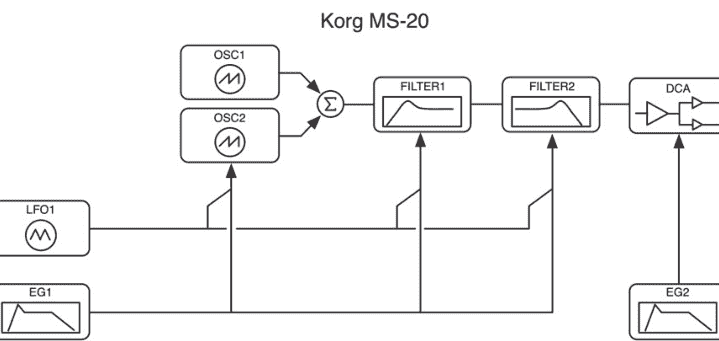 Korg MS-20
OSC1
OSC2
Σ
FILTER1
FILTER2
DCA
LFO1
EG1
EG2